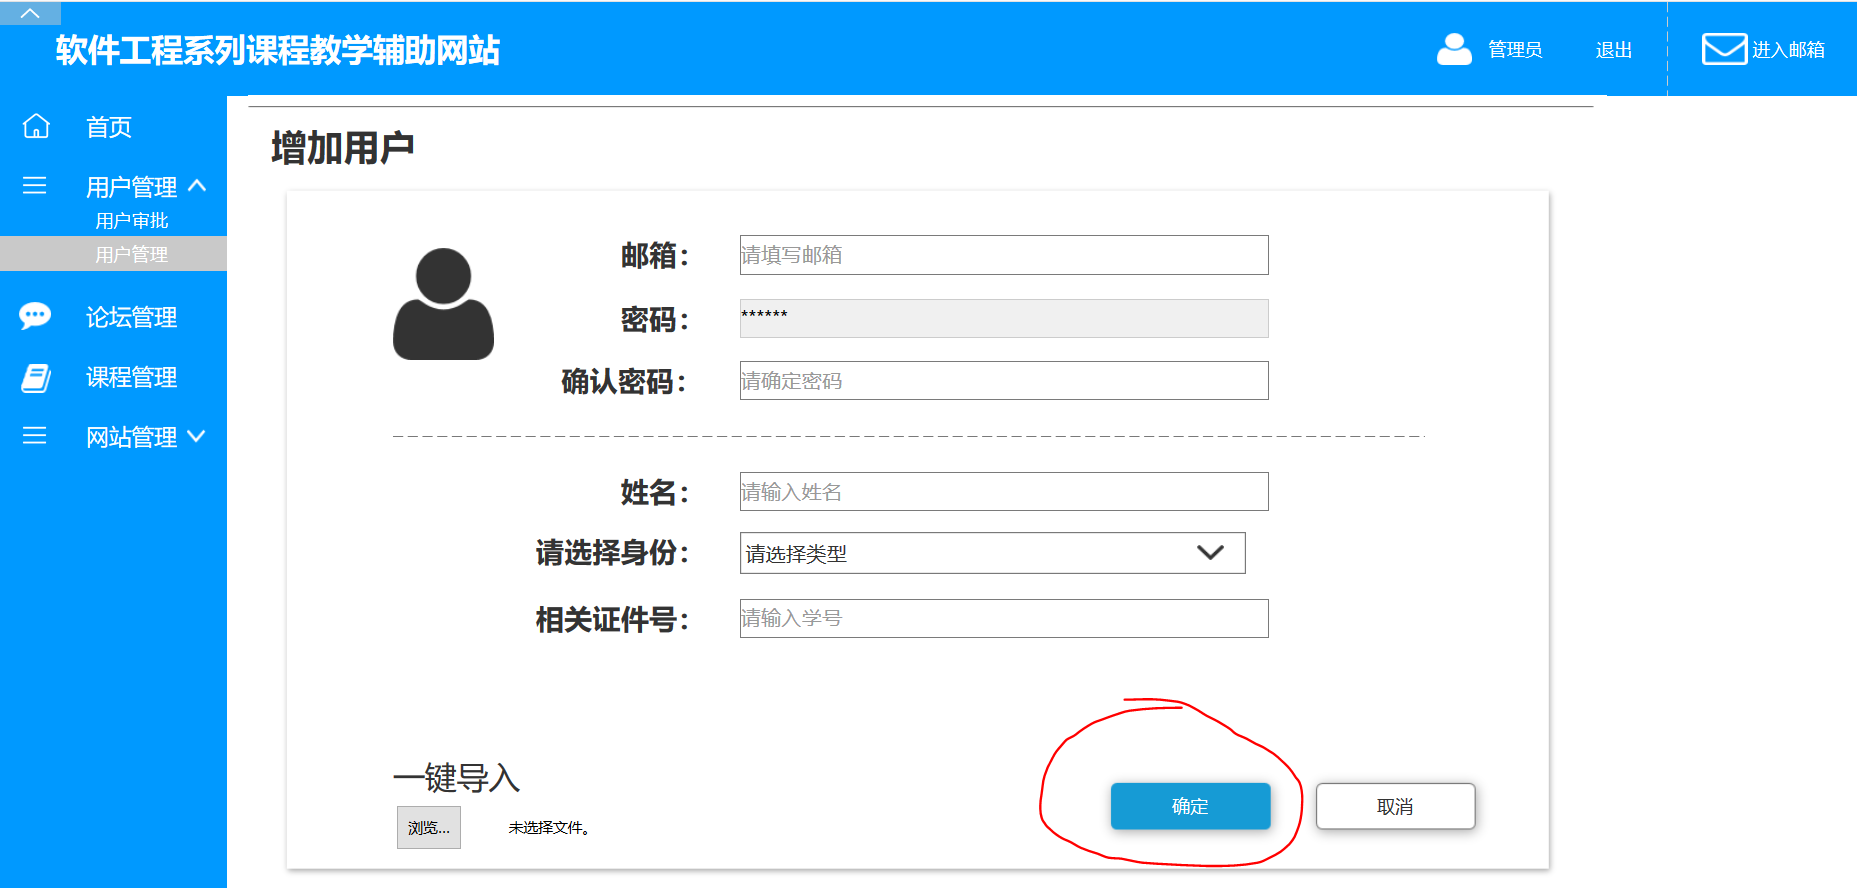 软件工程系列课程教学辅助网站
管理员
退出
进入邮箱
首页
用户管理
用户审批
用户管理
论坛管理
课程管理
网站管理
增加用户
邮箱： 请填写邮箱
密码： ******
确认密码： 请确定密码
姓名： 请输入姓名
请选择身份： 请选择类型
相关证件号： 请输入学号
一键导入
浏览... 未选择文件。
确定
取消